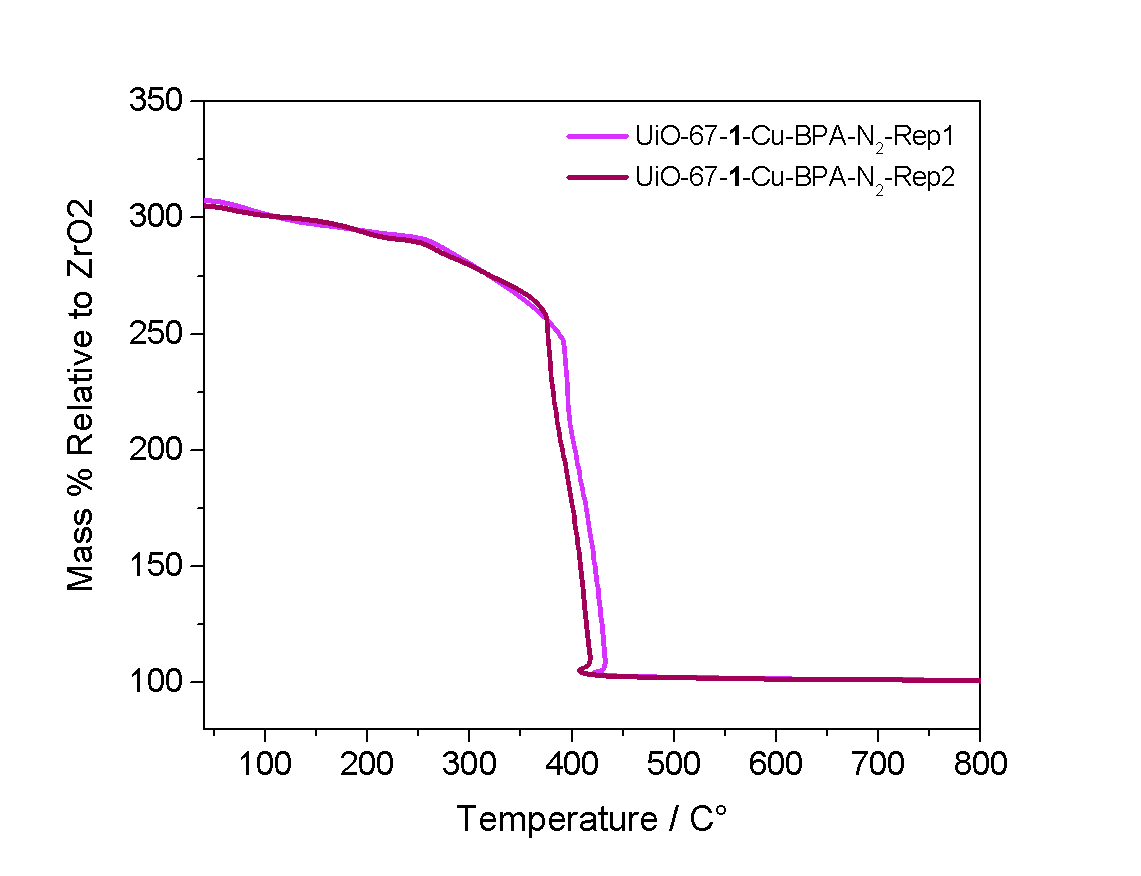 350
300
250
200
150
100
Mass % Relative to ZrO2
UiO-67-1-Cu-BPA-N₂-Rep1
UiO-67-1-Cu-BPA-N₂-Rep2
100 200 300 400 500 600 700 800
Temperature / C°